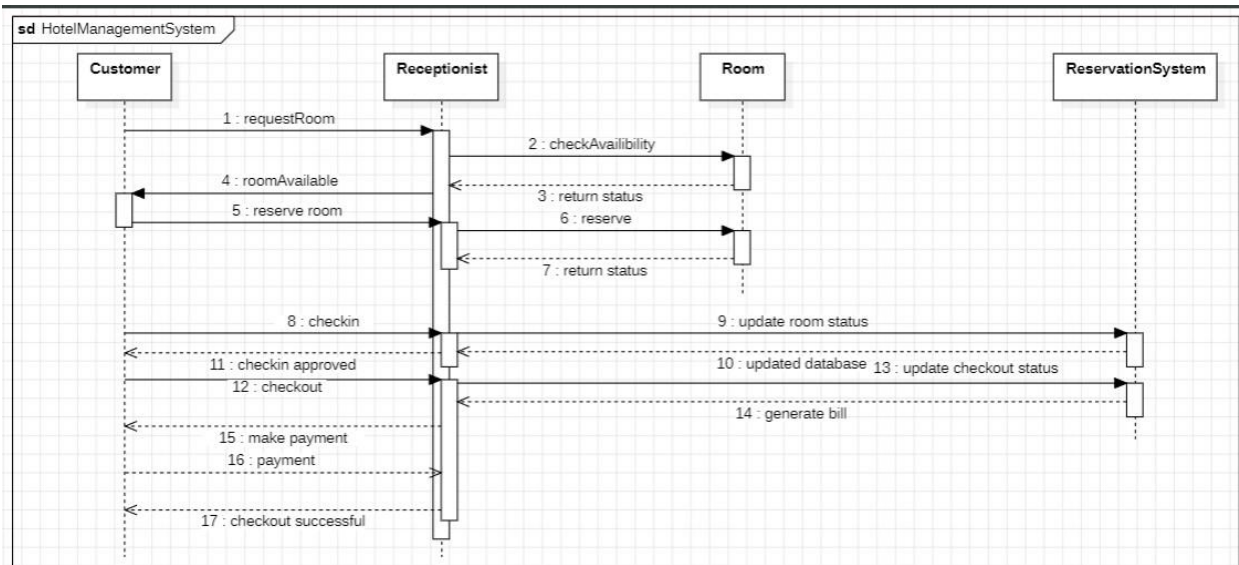 sd HotelManagementSystem
Customer
Receptionist
Room
ReservationSystem
1 : requestRoom
2 : checkAvailibility
4 : roomAvailable
3 : return status
5 : reserve room
6 : reserve
7 : return status
8 : checkin
9 : update room status
11 : checkin approved
10 : updated database
13 : update checkout status
12 : checkout
14 : generate bill
15 : make payment
16 : payment
17 : checkout successful